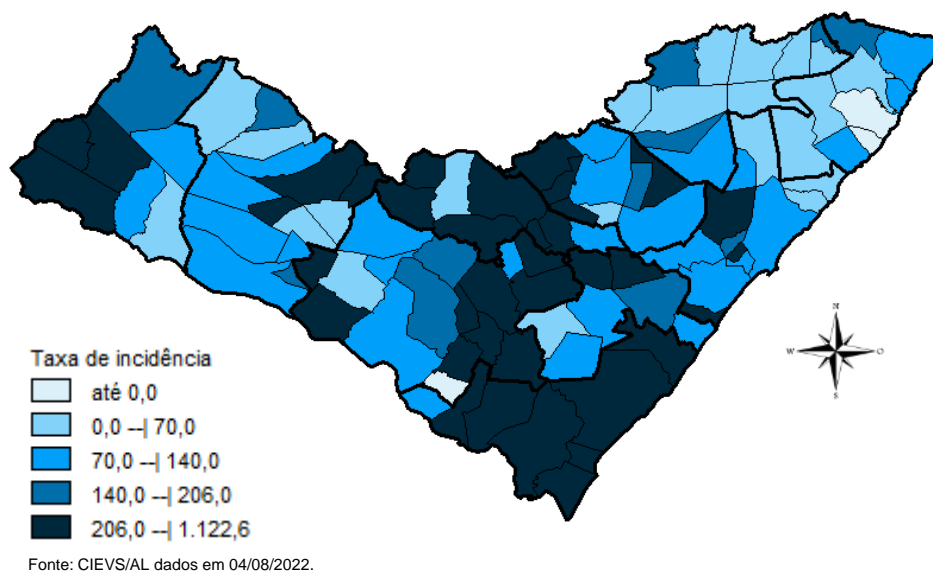 N
W
O
S
Taxa de incidência
até 0,0
0,0 --| 70,0
70,0 --| 140,0
140,0 --| 206,0
206,0 --| 1.122,6
Fonte: CIEVS/AL dados em 04/08/2022.